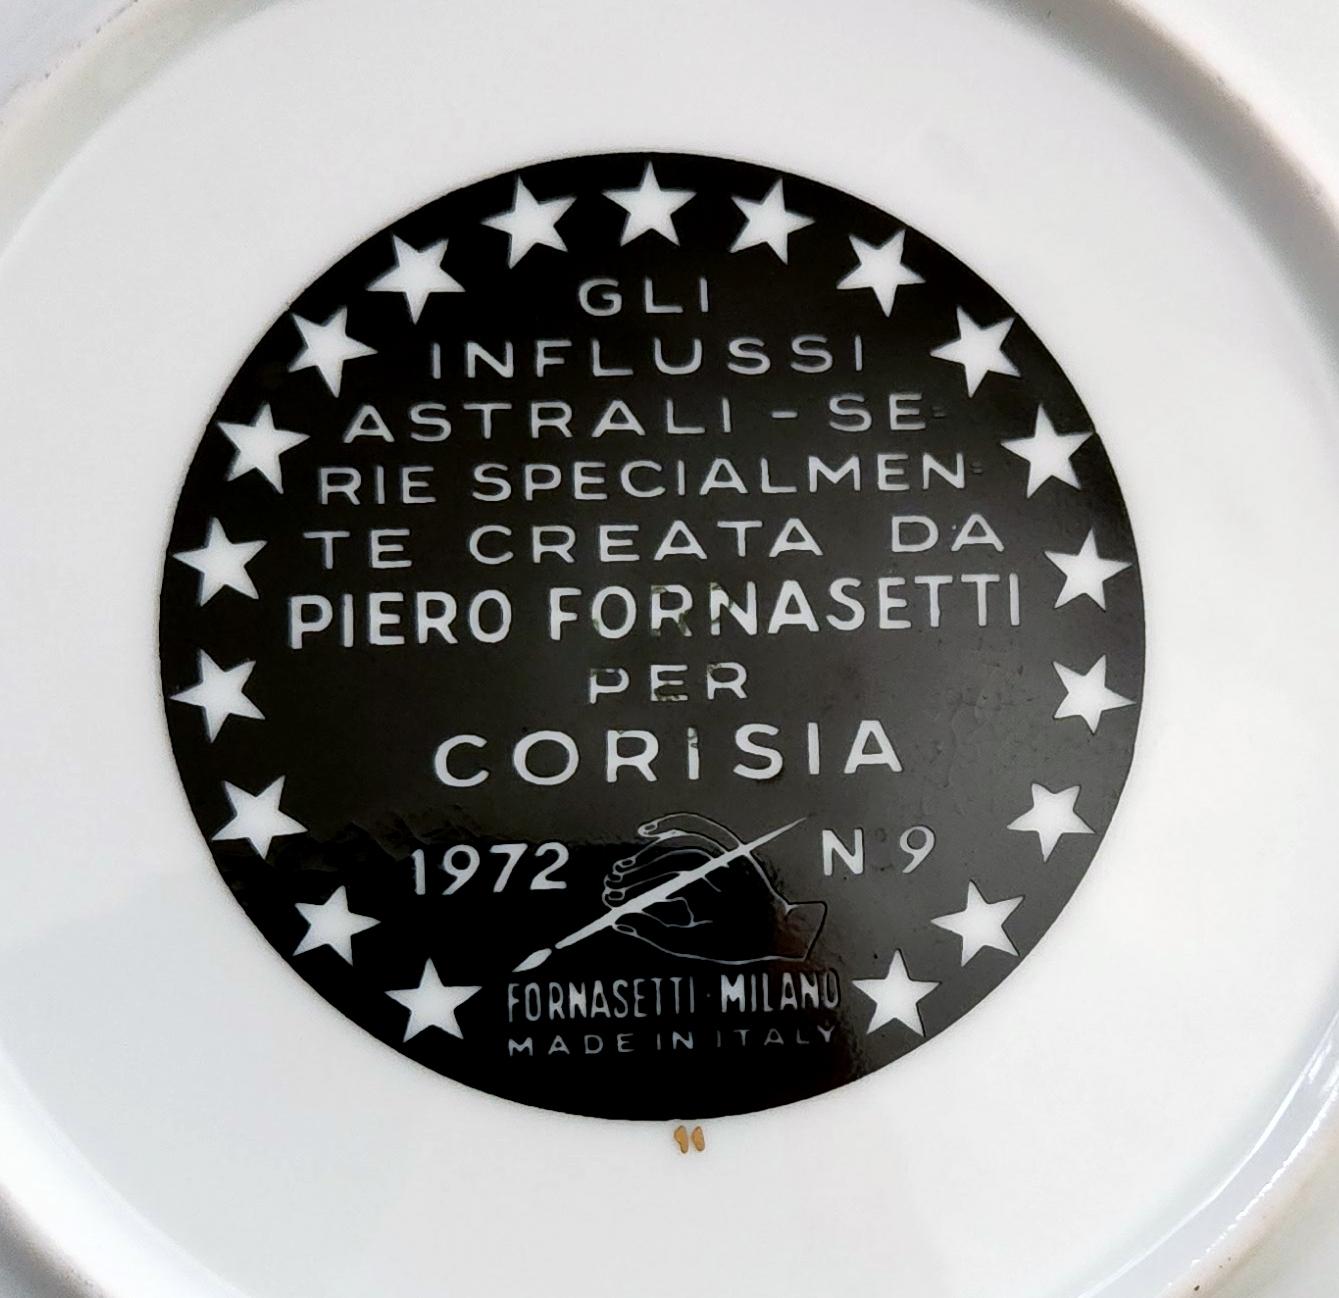 GLI
INFLUSSI
ASTRALI - SE=
RIE SPECIALMEN=
TE CREATA DA
PIERO FORNASETTI
PER
CORISIA
1972 N 9
FORNASETTI · MILANO
MADE IN ITALY